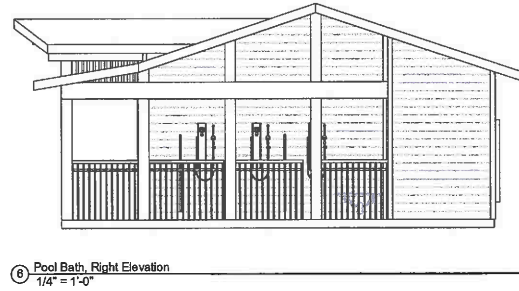 6 Pool Bath, Right Elevation
1/4" = 1'-0"